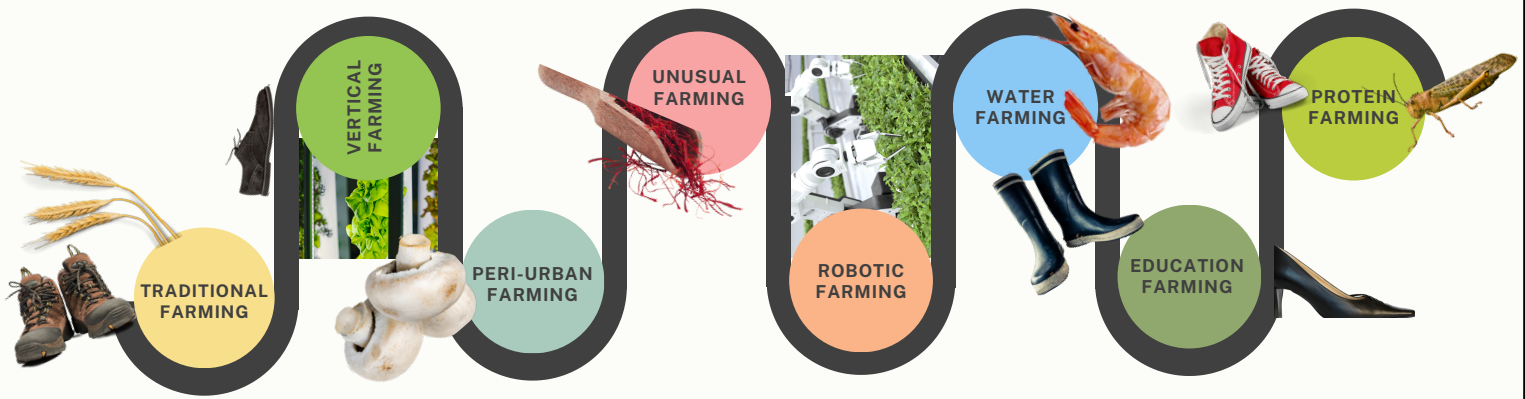 TRADITIONAL
FARMING
VERTICAL
FARMING
PERI-URBAN
FARMING
UNUSUAL
FARMING
ROBOTIC
FARMING
WATER
FARMING
EDUCATION
FARMING
PROTEIN
FARMING